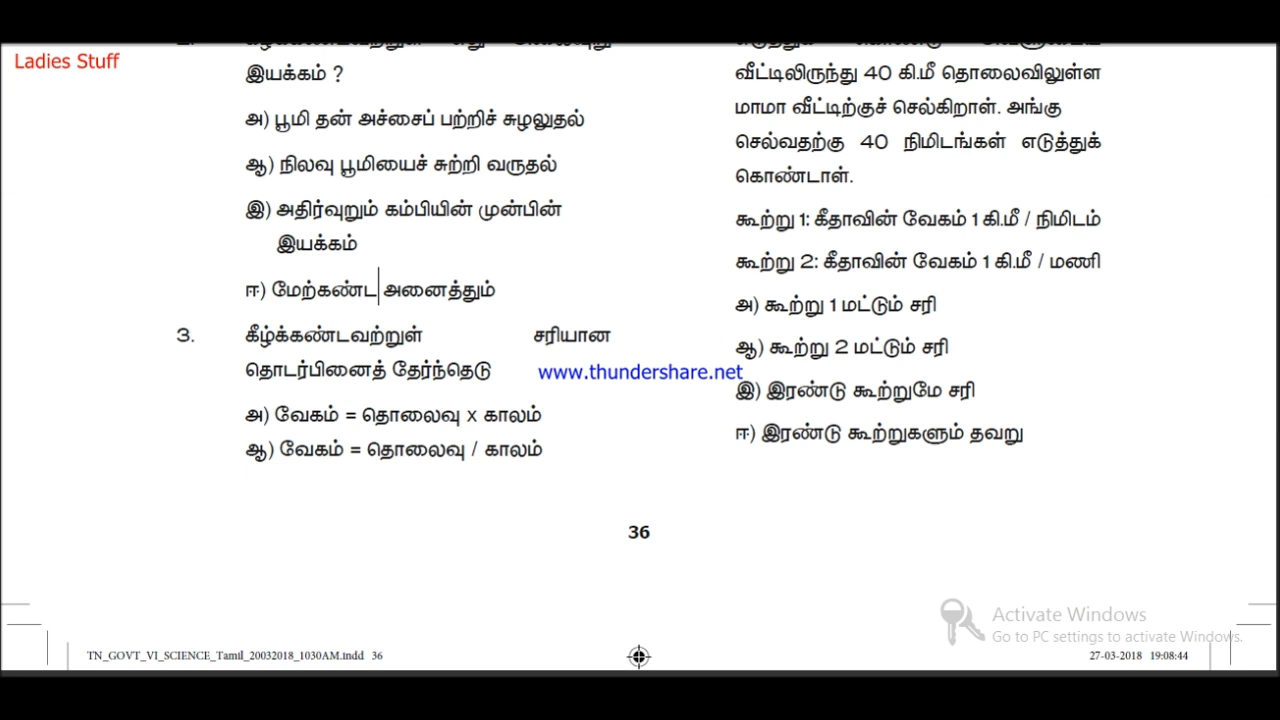 Ladies Stuff
இயக்கம் ?
அ) பூமி தன் அச்சைப் பற்றிச் சுழலுதல்
ஆ) நிலவு பூமியைச் சுற்றி வருதல்
இ) அதிர்வுறும் கம்பியின் முன்பின்
இயக்கம்
ஈ) மேற்கண்ட அனைத்தும்
3. கீழ்க்கண்டவற்றுள் சரியான
தொடர்பினைத் தேர்ந்தெடு
அ) வேகம் = தொலைவு x காலம்
ஆ) வேகம் = தொலைவு / காலம்
www.thundershare.net
வீட்டிலிருந்து 40 கி.மீ தொலைவிலுள்ள
மாமா வீட்டிற்குச் செல்கிறாள். அங்கு
செல்வதற்கு 40 நிமிடங்கள் எடுத்துக்
கொண்டாள்.
கூற்று 1: கீதாவின் வேகம் 1 கி.மீ / நிமிடம்
கூற்று 2: கீதாவின் வேகம் 1 கி.மீ / மணி
அ) கூற்று 1 மட்டும் சரி
ஆ) கூற்று 2 மட்டும் சரி
இ) இரண்டு கூற்றுமே சரி
ஈ) இரண்டு கூற்றுகளும் தவறு
36
Activate Windows
Go to PC settings to activate Windows.
TN_GOVT_VI_SCIENCE_Tamil_20032018_1030AM.indd 36
27-03-2018 19:08:44